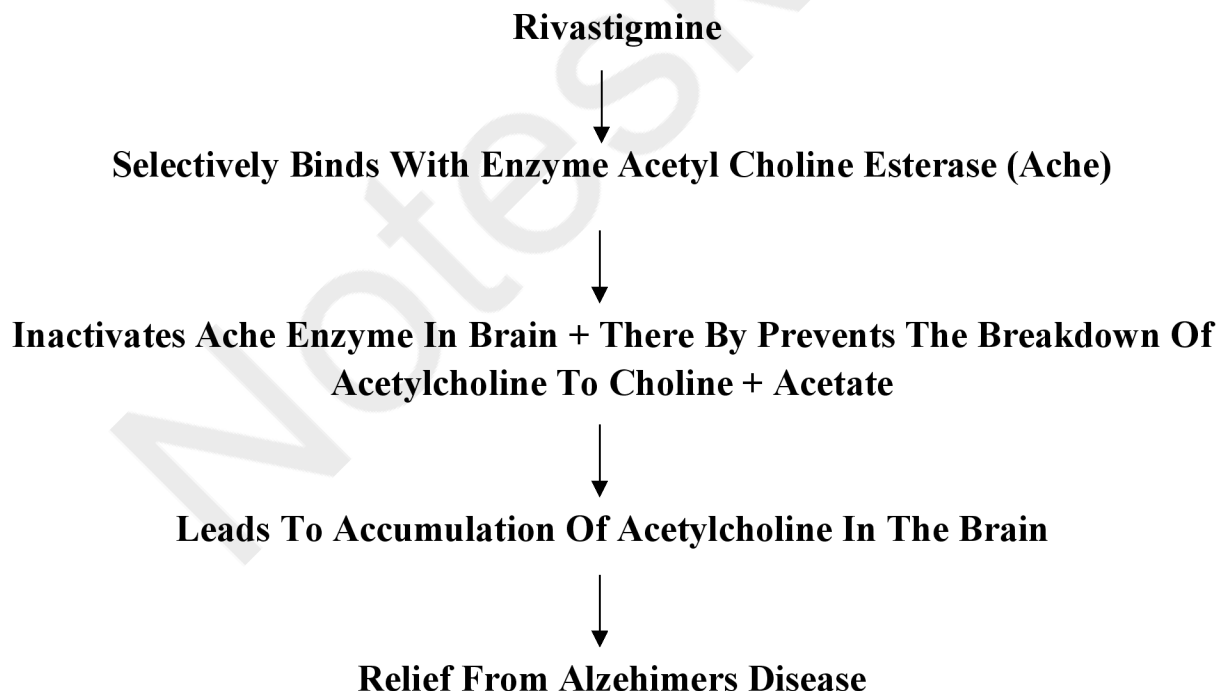 Rivastigmine
Selectively Binds With Enzyme Acetyl Choline Esterase (Ache)
Inactivates Ache Enzyme In Brain + There By Prevents The Breakdown Of
Acetylcholine To Choline + Acetate
Leads To Accumulation Of Acetylcholine In The Brain
Relief From Alzehimers Disease